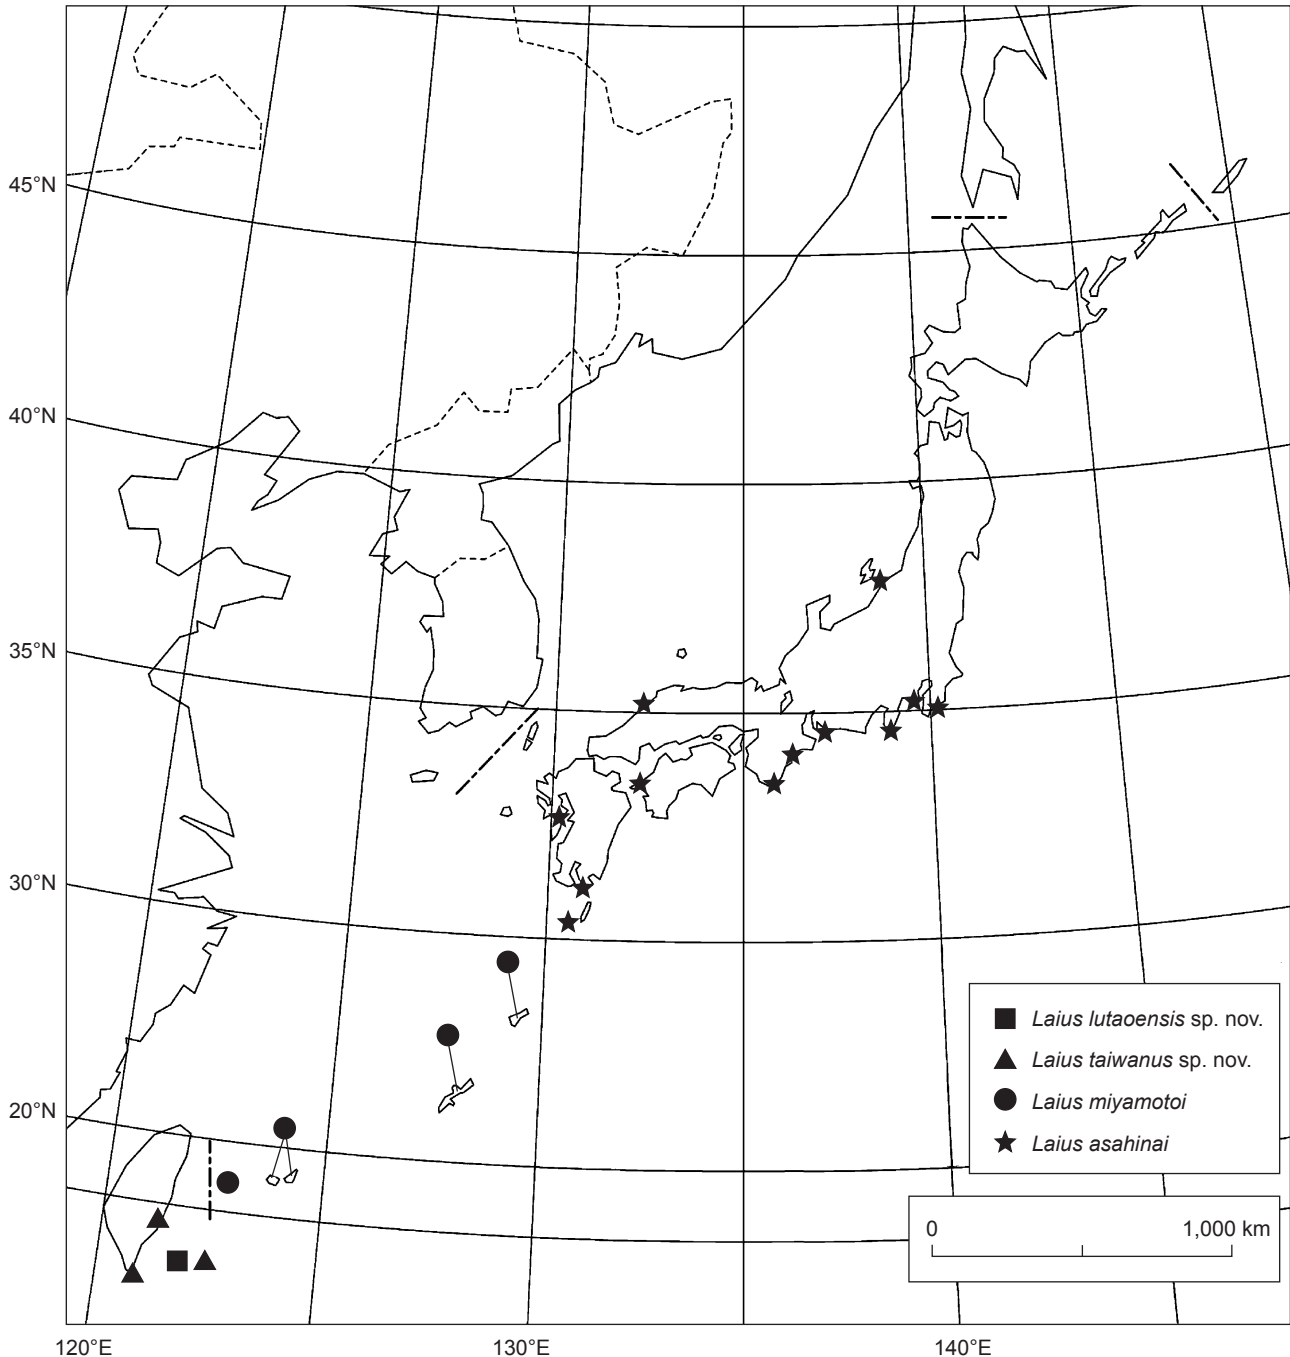 45°N
40°N
35°N
30°N
20°N
Laius lutaoensis sp. nov.
Laius taiwanus sp. nov.
Laius miyamotoi
Laius asahinai
0 1,000 km
120°E 130°E 140°E